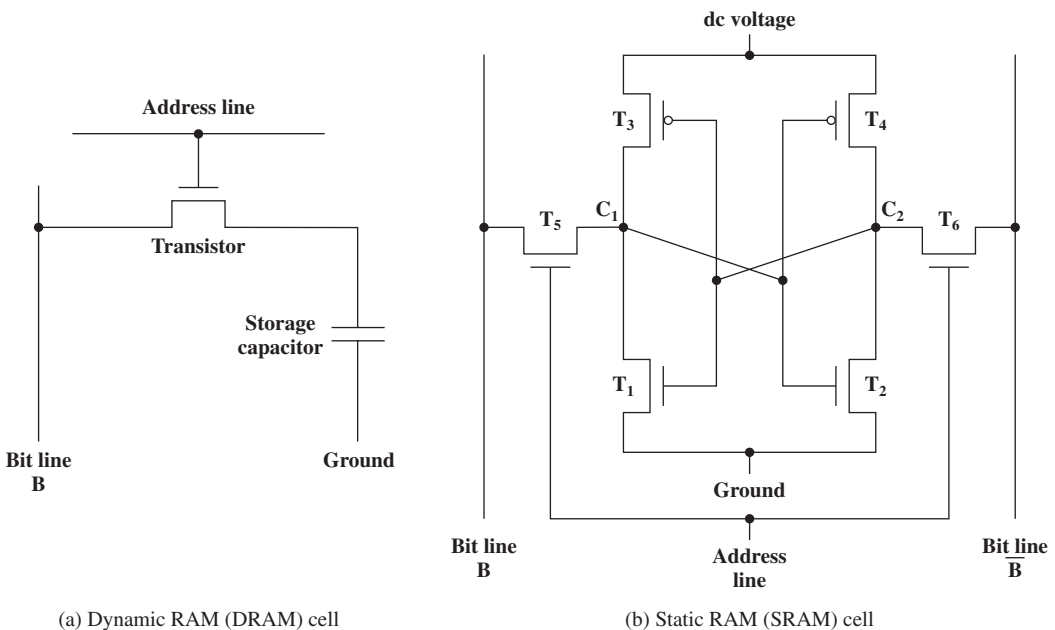 Address line
Transistor
Storage
capacitor
Bit line
B
Ground
(a) Dynamic RAM (DRAM) cell
dc voltage
T₃
T₄
T₅
C₁
C₂
T₆
T₁
T₂
Ground
Bit line
B
Address
line
Bit line
B̅
(b) Static RAM (SRAM) cell